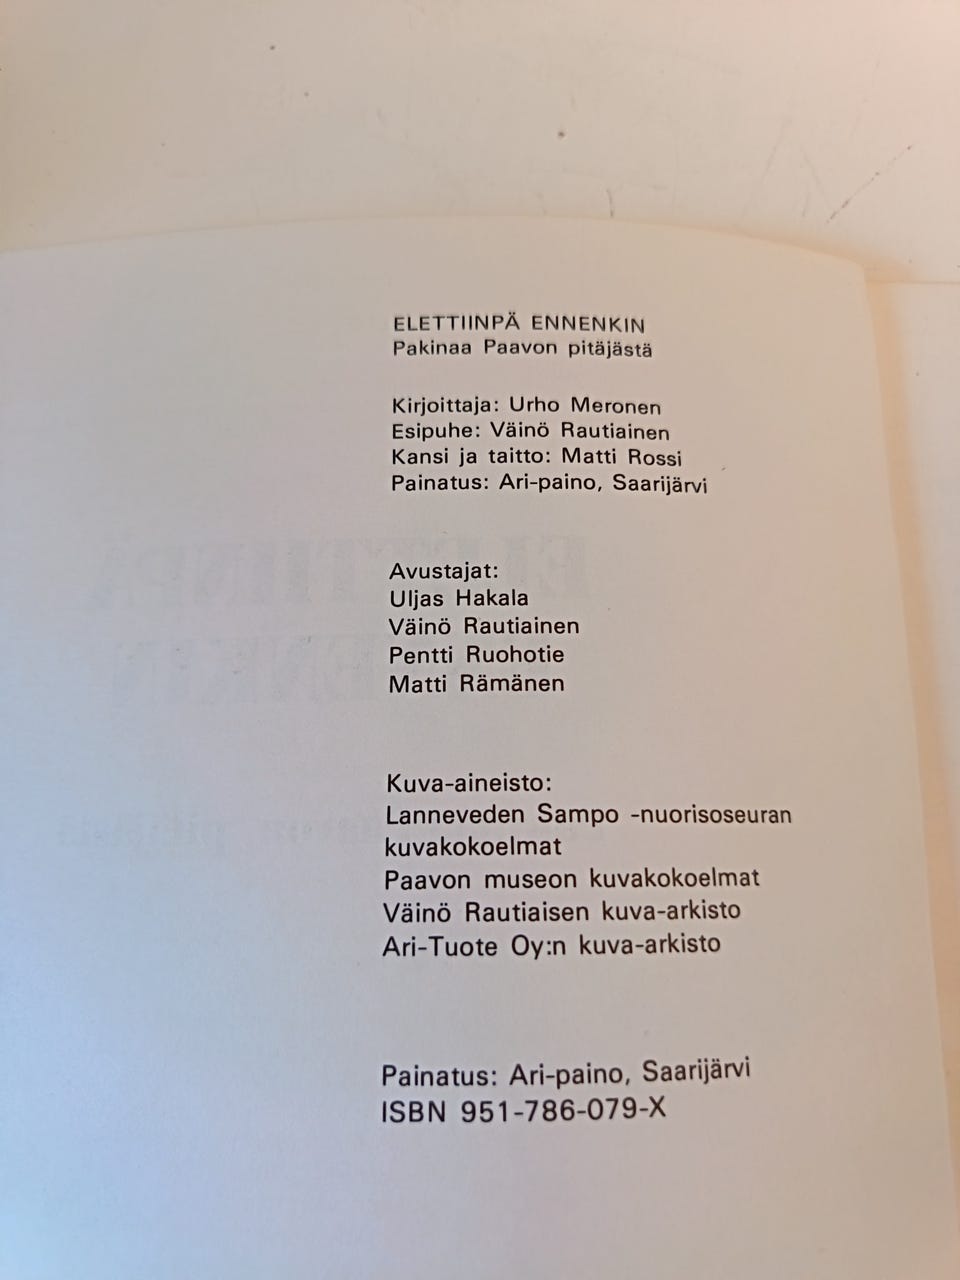 ELETTIINPÄ ENNENKIN
Pakinaa Paavon pitäjästä
Kirjoittaja: Urho Meronen
Esipuhe: Väinö Rautiainen
Kansi ja taitto: Matti Rossi
Painatus: Ari-paino, Saarijärvi
Avustajat:
Uljas Hakala
Väinö Rautiainen
Pentti Ruohotie
Matti Rämänen
Kuva-aineisto:
Lanneveden Sampo -nuorisoseuran
kuvakokoelmat
Paavon museon kuvakokoelmat
Väinö Rautiaisen kuva-arkisto
Ari-Tuote Oy:n kuva-arkisto
Painatus: Ari-paino, Saarijärvi
ISBN 951-786-079-X